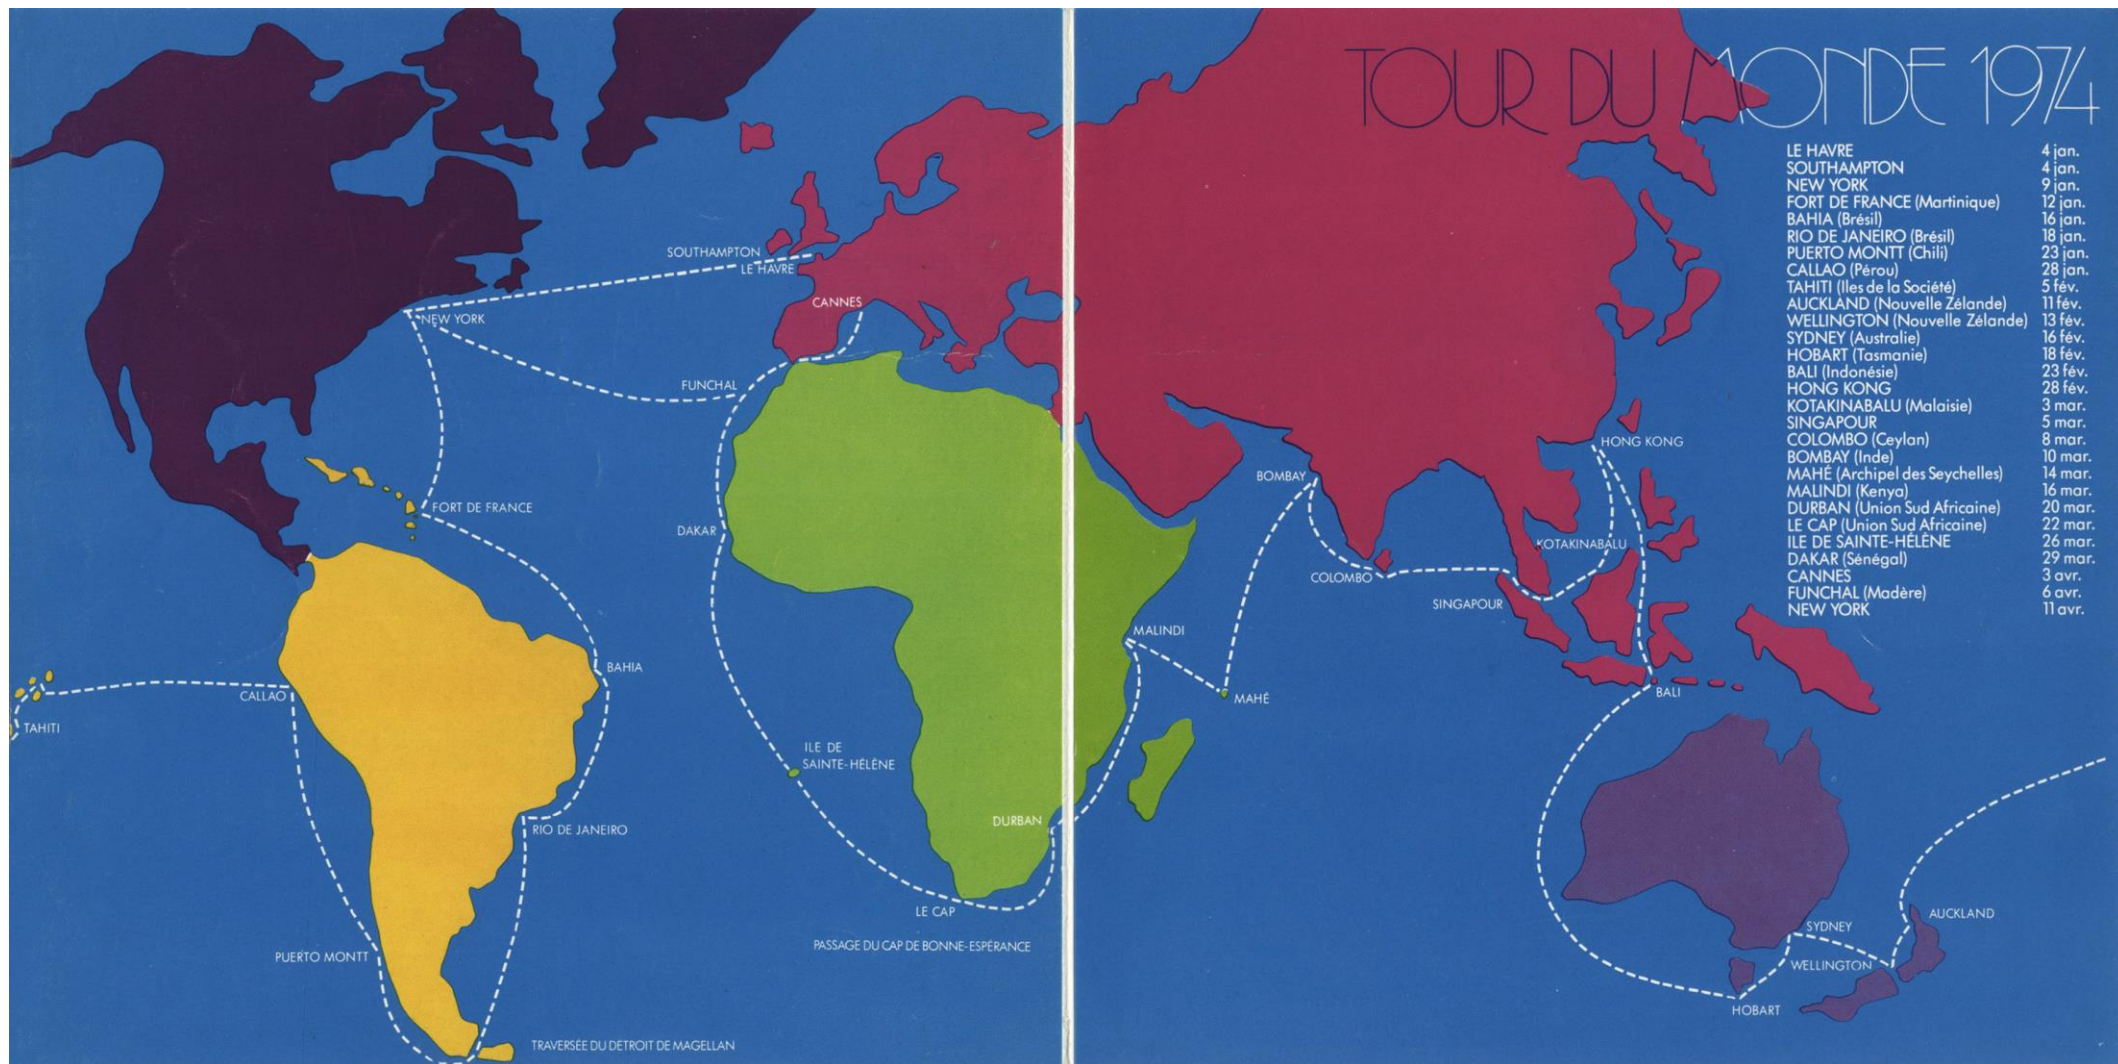 TOUR DU MONDE 1974
LE HAVRE 4 jan.
SOUTHAMPTON 4 jan.
NEW YORK 9 jan.
FORT DE FRANCE (Martinique) 12 jan.
BAHIA (Brésil) 16 jan.
RIO DE JANEIRO (Brésil) 18 jan.
PUERTO MONTT (Chili) 23 jan.
CALLAO (Pérou) 28 jan.
TAHITI (Iles de la Société) 5 fév.
AUCKLAND (Nouvelle Zélande) 11 fév.
WELLINGTON (Nouvelle Zélande) 13 fév.
SYDNEY (Australie) 16 fév.
HOBART (Tasmanie) 18 fév.
BALI (Indonésie) 23 fév.
HONG KONG 28 fév.
KOTAKINABALU (Malaisie) 3 mar.
SINGAPOUR 5 mar.
COLOMBO (Ceylan) 8 mar.
BOMBAY (Inde) 10 mar.
MAHÉ (Archipel des Seychelles) 14 mar.
MALINDI (Kenya) 16 mar.
DURBAN (Union Sud Africaine) 20 mar.
LE CAP (Union Sud Africaine) 22 mar.
ILE DE SAINTE-HÉLÈNE 26 mar.
DAKAR (Sénégal) 29 mar.
CANNES 3 avr.
FUNCHAL (Madère) 6 avr.
NEW YORK 11 avr.
SOUTHAMPTON
LE HAVRE
CANNES
NEW YORK
FUNCHAL
HONG KONG
BOMBAY
FORT DE FRANCE
DAKAR
KOTAKINABALU
COLOMBO
SINGAPOUR
MALINDI
BAHIA
CALLAO
MAHÉ
BALI
TAHITI
ILE DE
SAINTE-HÉLÈNE
DURBAN
RIO DE JANEIRO
LE CAP
AUCKLAND
SYDNEY
PASSAGE DU CAP DE BONNE-ESPÉRANCE
PUERTO MONTT
WELLINGTON
HOBART
TRAVERSÉE DU DETROIT DE MAGELLAN